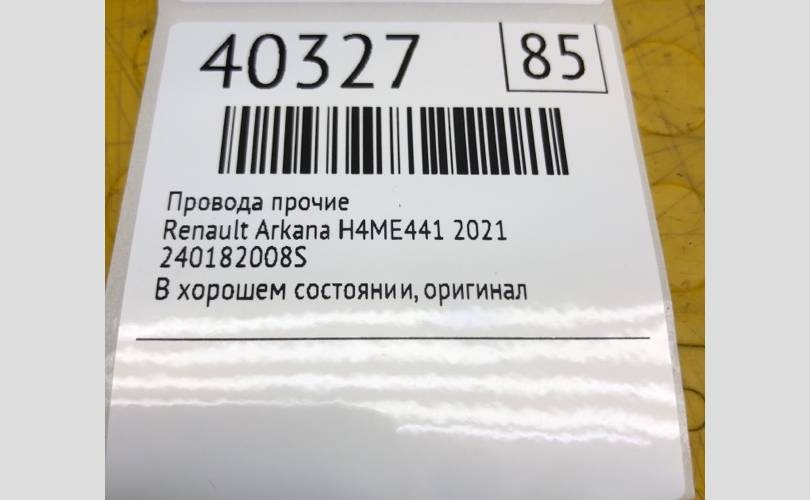 40327
85
Провода прочие
Renault Arkana H4ME441 2021
240182008S
В хорошем состоянии, оригинал